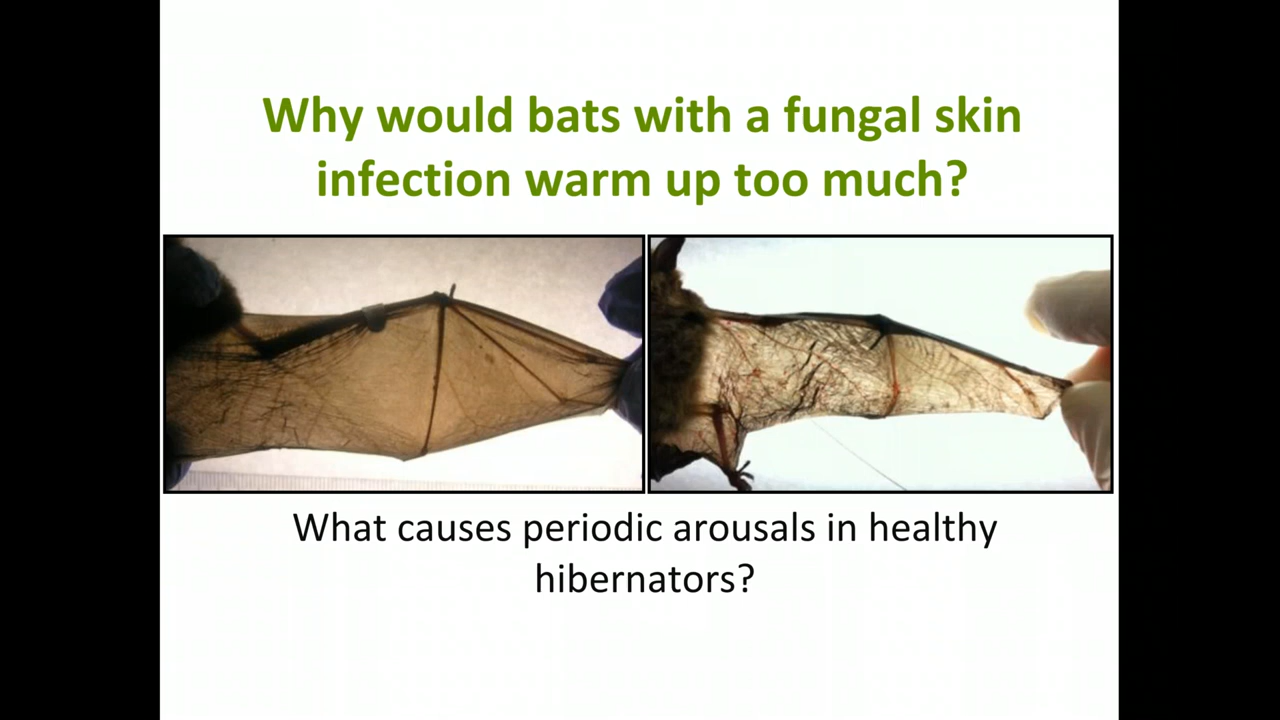 Why would bats with a fungal skin
infection warm up too much?
What causes periodic arousals in healthy
hibernators?